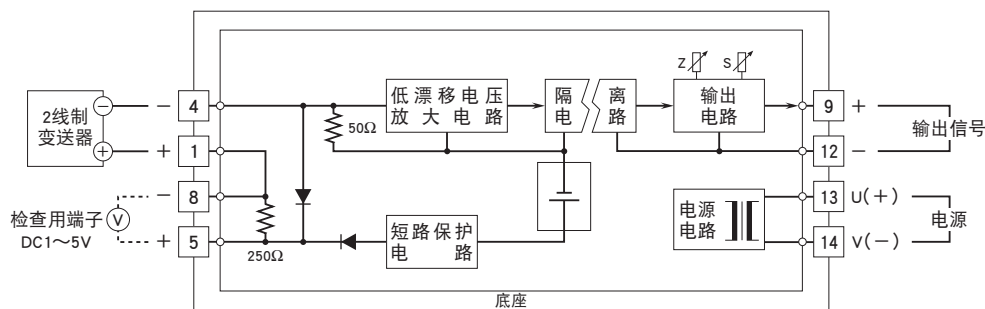 Z
S
低漂移电压
放大电路
隔离
电路
输出
电路
2线制
变送器
−
+
− 4
+ 1
− 8
+ 5
50Ω
250Ω
检查用端子
DC1～5V
V
短路保护
电路
电源
电路
9 +
12 −
输出信号
13 U(+)
14 V(−)
电源
底座